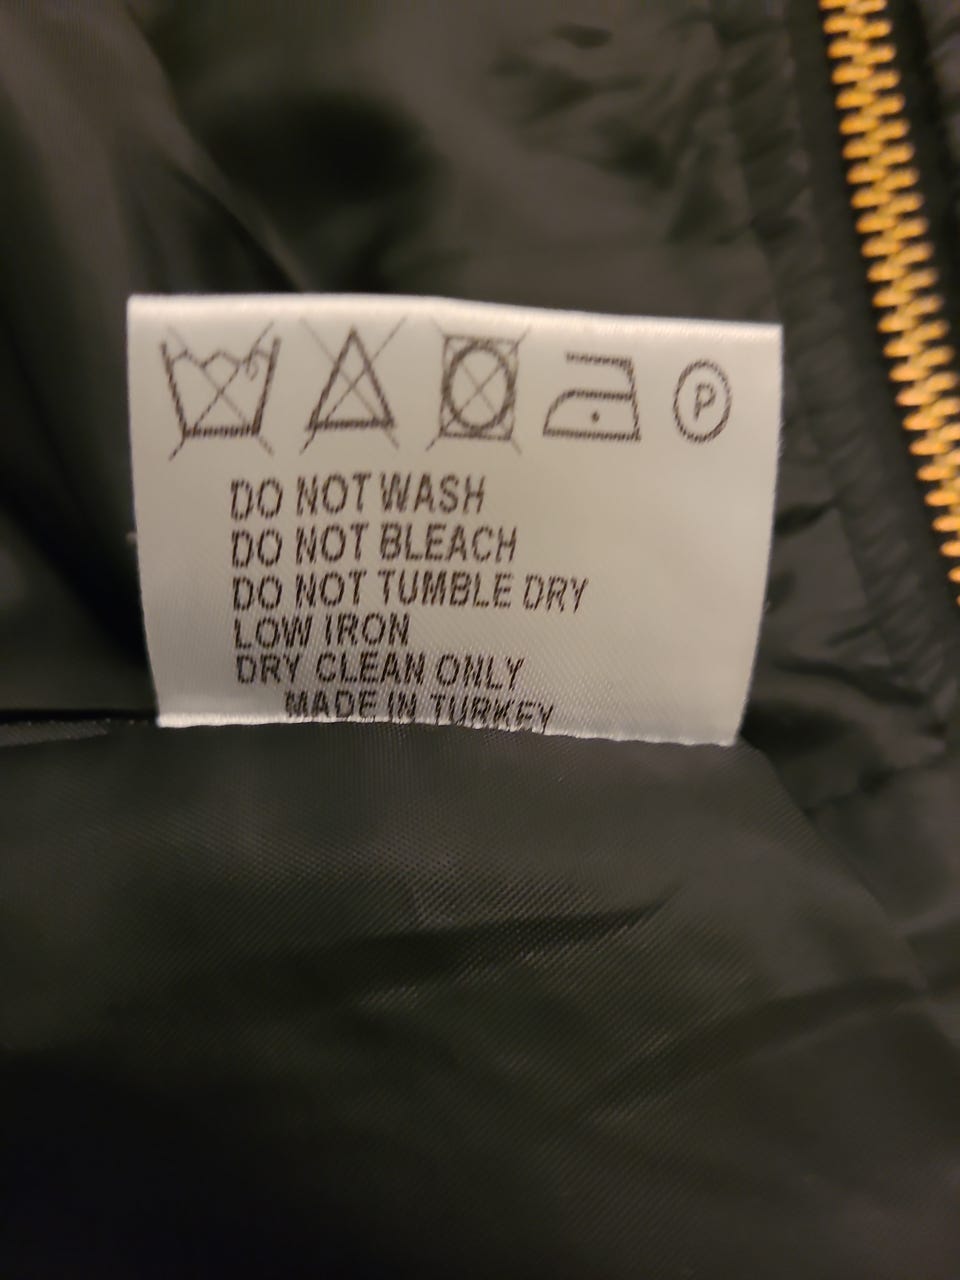 P
DO NOT WASH
DO NOT BLEACH
DO NOT TUMBLE DRY
LOW IRON
DRY CLEAN ONLY
MADE IN TURKEY